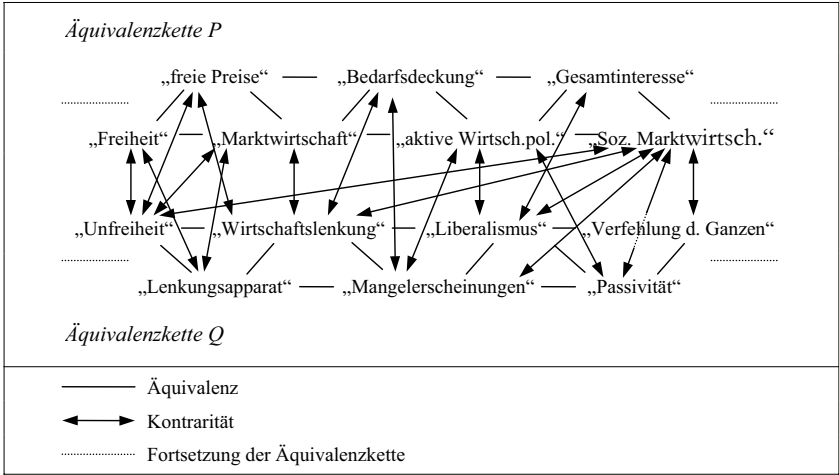 Äquivalenzkette P
„freie Preise“ „Bedarfsdeckung“ „Gesamtinteresse“
„Freiheit“ „Marktwirtschaft“ „aktive Wirtsch.pol.“ „Soz. Marktwirtsch.“
„Unfreiheit“ „Wirtschaftslenkung“ „Liberalismus“ „Verfehlung d. Ganzen“
„Lenkungsapparat“ „Mangelerscheinungen“ „Passivität“
Äquivalenzkette Q
Äquivalenz
Kontrarität
Fortsetzung der Äquivalenzkette